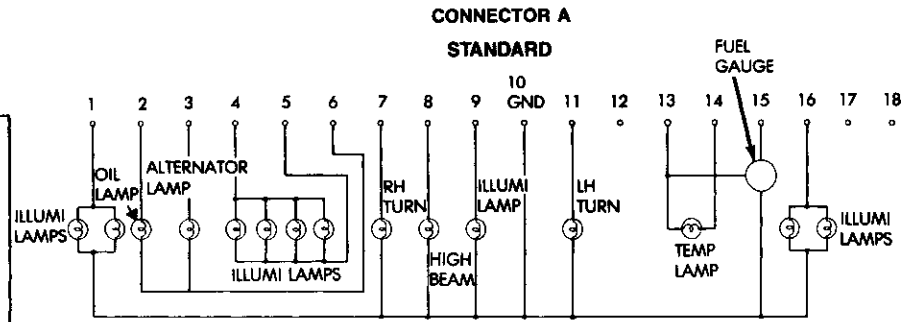 CONNECTOR A
STANDARD
FUEL
GAUGE
1 2 3 4 5 6 7 8 9 10 11 12 13 14 15 16 17 18
GND
OIL
LAMP
ALTERNATOR
LAMP
RH
TURN
ILLUMI
LAMP
LH
TURN
ILLUMI
LAMPS
ILLUMI LAMPS
HIGH
BEAM
TEMP
LAMP
ILLUMI
LAMPS